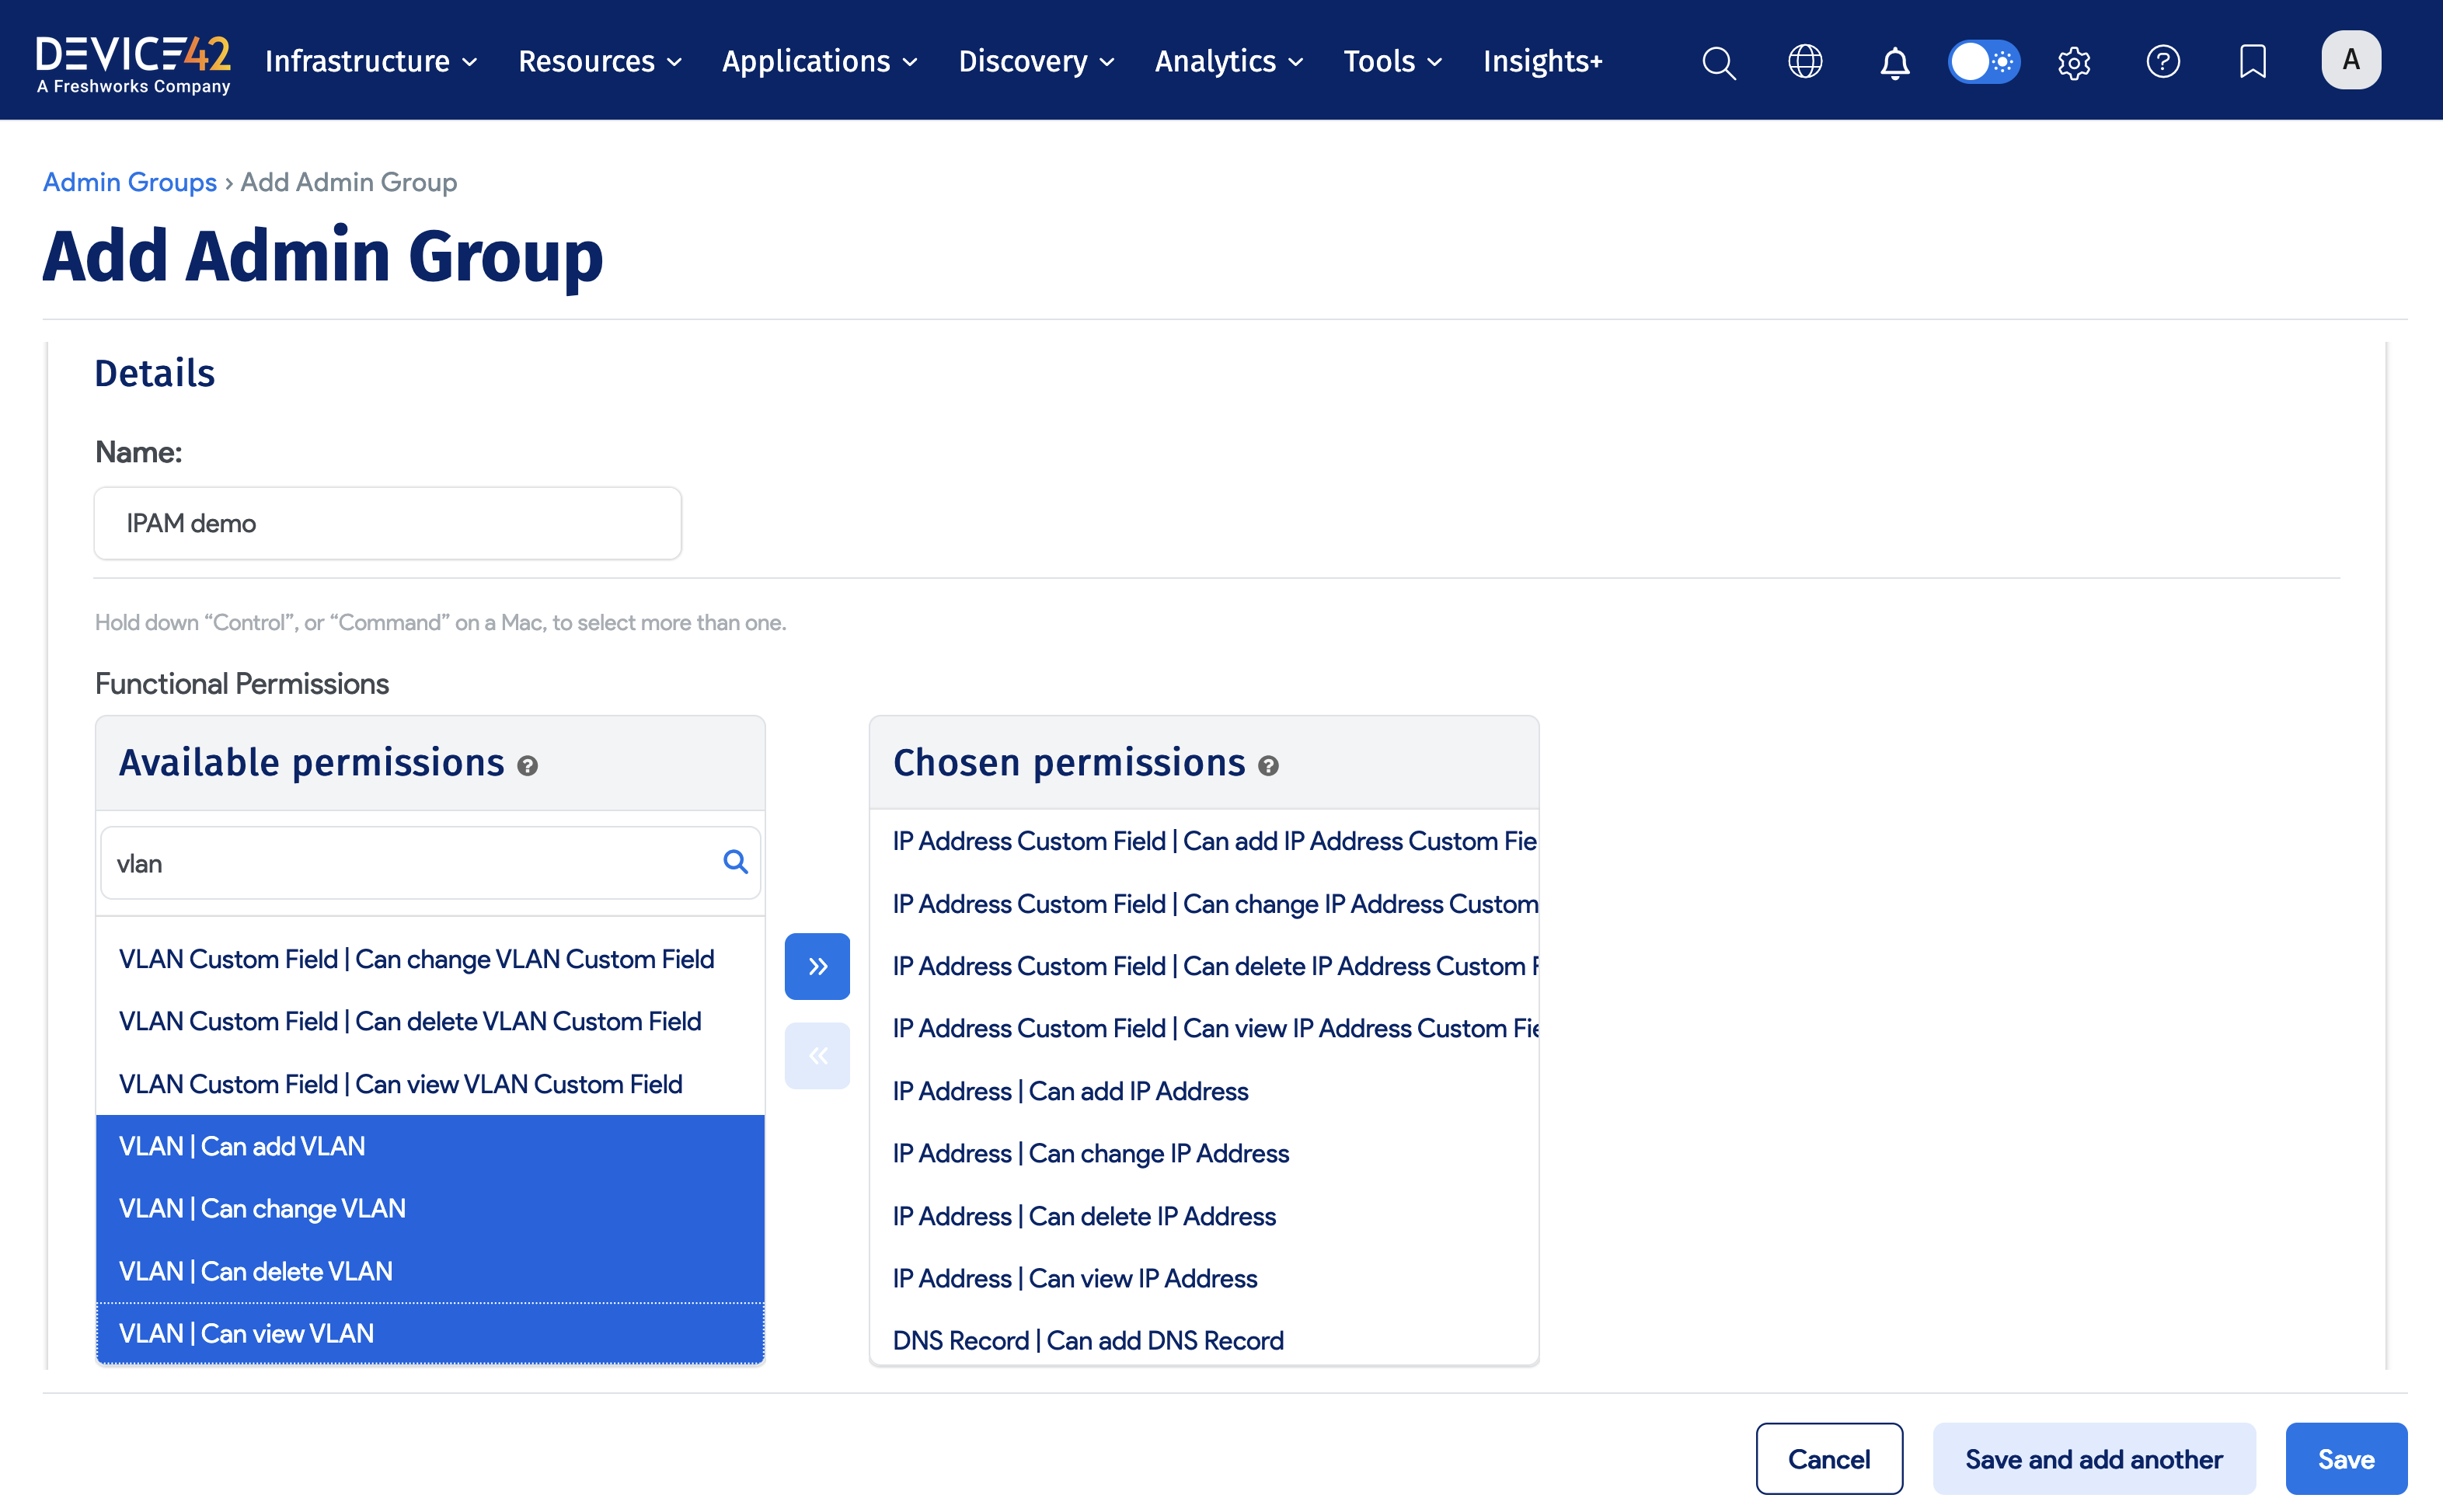 DEVICE42
A Freshworks Company
Infrastructure Resources Applications Discovery Analytics Tools Insights+
A
Admin Groups › Add Admin Group
Add Admin Group
Details
Name:
IPAM demo
Hold down “Control”, or “Command” on a Mac, to select more than one.
Functional Permissions
Available permissions ?
vlan
VLAN Custom Field | Can change VLAN Custom Field
VLAN Custom Field | Can delete VLAN Custom Field
VLAN Custom Field | Can view VLAN Custom Field
VLAN | Can add VLAN
VLAN | Can change VLAN
VLAN | Can delete VLAN
VLAN | Can view VLAN
Chosen permissions ?
IP Address Custom Field | Can add IP Address Custom Fie
IP Address Custom Field | Can change IP Address Custom
IP Address Custom Field | Can delete IP Address Custom F
IP Address Custom Field | Can view IP Address Custom Fie
IP Address | Can add IP Address
IP Address | Can change IP Address
IP Address | Can delete IP Address
IP Address | Can view IP Address
DNS Record | Can add DNS Record
Cancel Save and add another Save